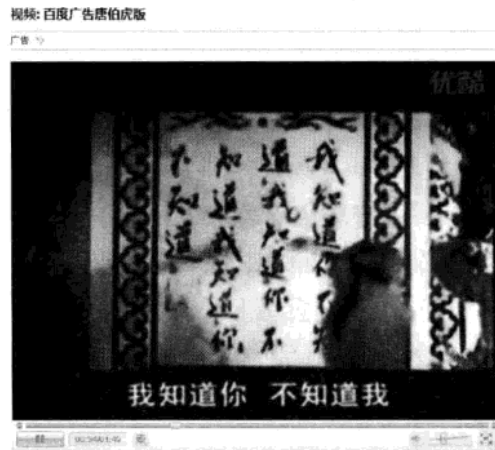 视频: 百度广告唐伯虎版
广告
优酷
我知道你不知
道我知道你不
知道我知道你
不知道
我知道你 不知道我